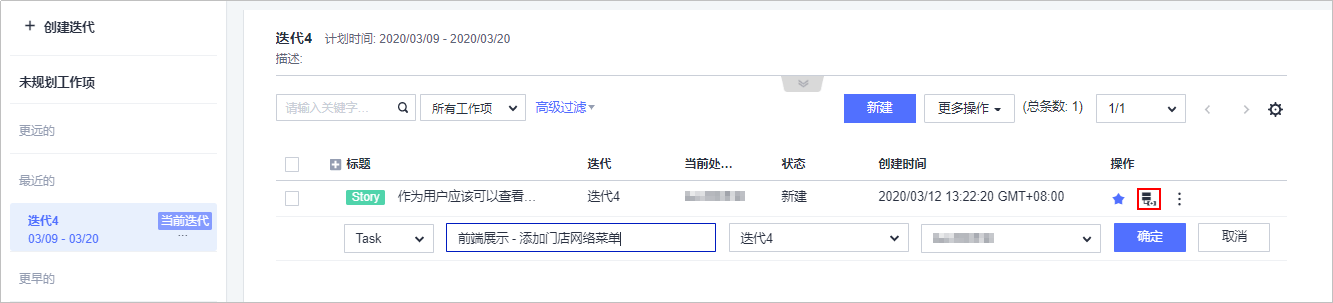 + 创建迭代
未规划工作项
更远的
最近的
迭代4 当前迭代
03/09 - 03/20 ...
更早的
迭代4 计划时间: 2020/03/09 - 2020/03/20
描述:
请输入关键字... 所有工作项 高级过滤 新建 更多操作 (总条数: 1) 1/1
标题 迭代 当前处... 状态 创建时间 操作
Story 作为用户应该可以查看... 迭代4 新建 2020/03/12 13:22:20 GMT+08:00
Task 前端展示 - 添加门店网络菜单 迭代4 确定 取消